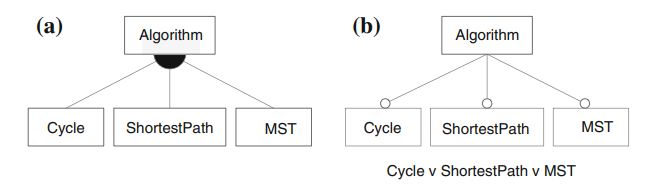 (a)
Algorithm
Cycle
ShortestPath
MST
(b)
Algorithm
Cycle
ShortestPath
MST
Cycle v ShortestPath v MST